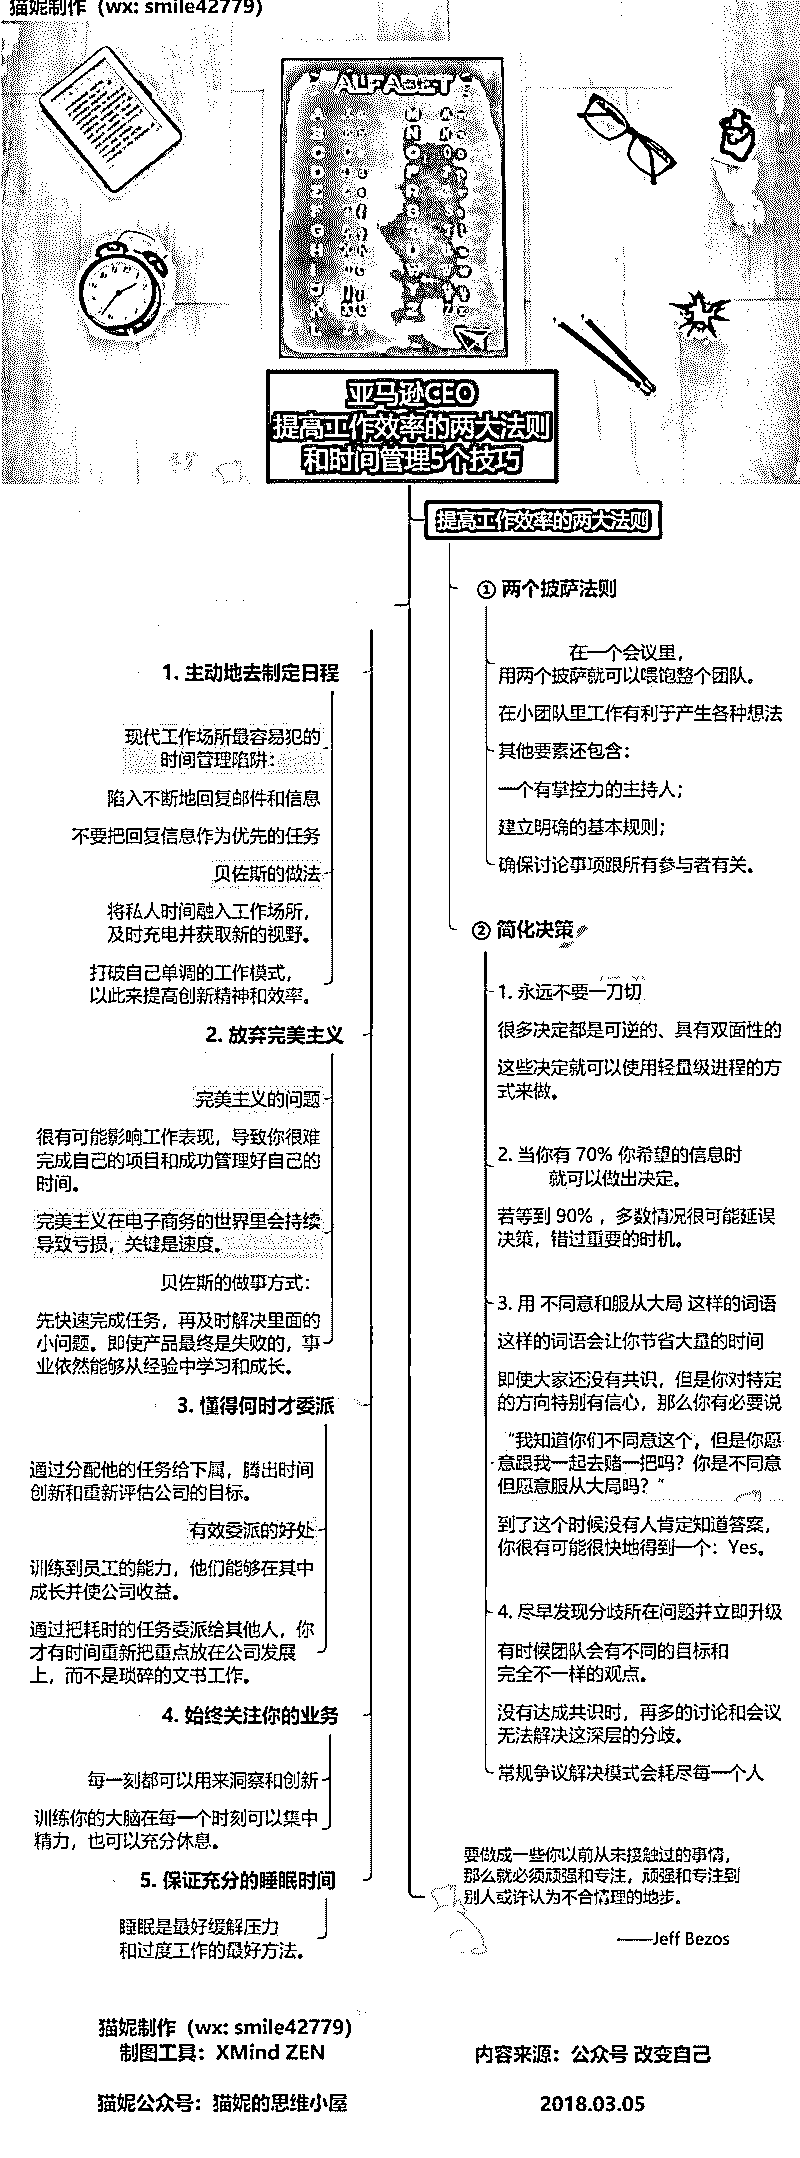 猫妮制作（wx: smile42779）
ALFABET
亚马逊CEO
提高工作效率的两大法则
和时间管理5个技巧
提高工作效率的两大法则
① 两个披萨法则
在一个会议里，
用两个披萨就可以喂饱整个团队。
在小团队里工作有利于产生各种想法
其他要素还包含：
一个有掌控力的主持人；
建立明确的基本规则；
确保讨论事项跟所有参与者有关。
② 简化决策
1. 永远不要一刀切
很多决定都是可逆的、具有双面性的
这些决定就可以使用轻量级进程的方
式来做。
2. 当你有 70% 你希望的信息时
就可以做出决定。
若等到 90% ，多数情况很可能延误
决策，错过重要的时机。
3. 用 不同意和服从大局 这样的词语
这样的词语会让你节省大量的时间
即使大家还没有共识，但是你对特定
的方向特别有信心，那么你有必要说
“我知道你们不同意这个，但是你愿
意跟我一起去赌一把吗？你是不同意
但愿意服从大局吗？”
到了这个时候没有人肯定知道答案，
你很有可能很快地得到一个：Yes。
4. 尽早发现分歧所在问题并立即升级
有时候团队会有不同的目标和
完全不一样的观点。
没有达成共识时，再多的讨论和会议
无法解决这深层的分歧。
常规争议解决模式会耗尽每一个人
1. 主动地去制定日程
现代工作场所最容易犯的
时间管理陷阱：
陷入不断地回复邮件和信息
不要把回复信息作为优先的任务
贝佐斯的做法
将私人时间融入工作场所，
及时充电并获取新的视野。
打破自己单调的工作模式，
以此来提高创新精神和效率。
2. 放弃完美主义
完美主义的问题
很有可能影响工作表现，导致你很难
完成自己的项目和成功管理好自己的
时间。
完美主义在电子商务的世界里会持续
导致亏损，关键是速度。
贝佐斯的做事方式：
先快速完成任务，再及时解决里面的
小问题。即使产品最终是失败的，事
业依然能够从经验中学习和成长。
3. 懂得何时才委派
通过分配他的任务给下属，腾出时间
创新和重新评估公司的目标。
有效委派的好处
训练到员工的能力，他们能够在其中
成长并使公司收益。
通过把耗时的任务委派给其他人，你
才有时间重新把重点放在公司发展
上，而不是琐碎的文书工作。
4. 始终关注你的业务
每一刻都可以用来洞察和创新
训练你的大脑在每一个时刻可以集中
精力，也可以充分休息。
5. 保证充分的睡眠时间
睡眠是最好缓解压力
和过度工作的最好方法。
要做成一些你以前从未接触过的事情，
那么就必须顽强和专注，顽强和专注到
别人或许认为不合情理的地步。
——Jeff Bezos
猫妮制作（wx: smile42779）
制图工具：XMind ZEN
猫妮公众号：猫妮的思维小屋
内容来源：公众号 改变自己
2018.03.05